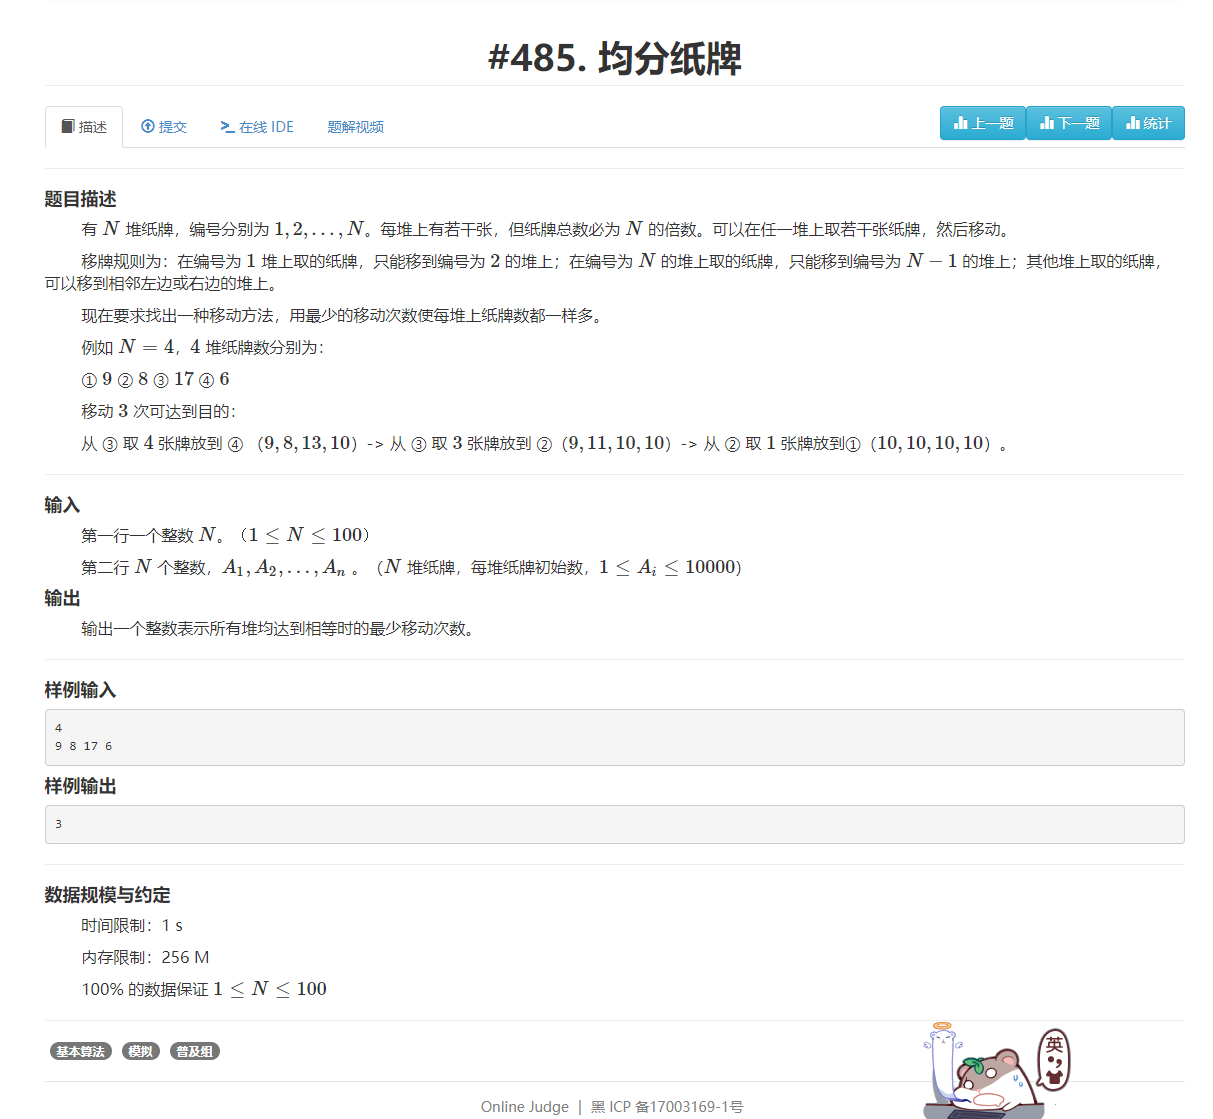 #485. 均分纸牌
描述 提交 在线 IDE 题解视频 上一题 下一题 统计
题目描述
有 N 堆纸牌，编号分别为 1, 2, . . . , N。每堆上有若干张，但纸牌总数必为 N 的倍数。可以在任一堆上取若干张纸牌，然后移动。
移牌规则为：在编号为 1 堆上取的纸牌，只能移到编号为 2 的堆上；在编号为 N 的堆上取的纸牌，只能移到编号为 N − 1 的堆上；其他堆上取的纸牌，
可以移到相邻左边或右边的堆上。
现在要求找出一种移动方法，用最少的移动次数使每堆上纸牌数都一样多。
例如 N = 4，4 堆纸牌数分别为：
① 9 ② 8 ③ 17 ④ 6
移动 3 次可达到目的：
从 ③ 取 4 张牌放到 ④ （9, 8, 13, 10）-> 从 ③ 取 3 张牌放到 ②（9, 11, 10, 10）-> 从 ② 取 1 张牌放到①（10, 10, 10, 10）。
输入
第一行一个整数 N。（1 ≤ N ≤ 100）
第二行 N 个整数，A₁, A₂, . . . , Aₙ 。（N 堆纸牌，每堆纸牌初始数，1 ≤ Aᵢ ≤ 10000）
输出
输出一个整数表示所有堆均达到相等时的最少移动次数。
样例输入
4
9 8 17 6
样例输出
3
数据规模与约定
时间限制：1 s
内存限制：256 M
100% 的数据保证 1 ≤ N ≤ 100
基本算法 模拟 普及组
英
Online Judge | 黑 ICP 备17003169-1号